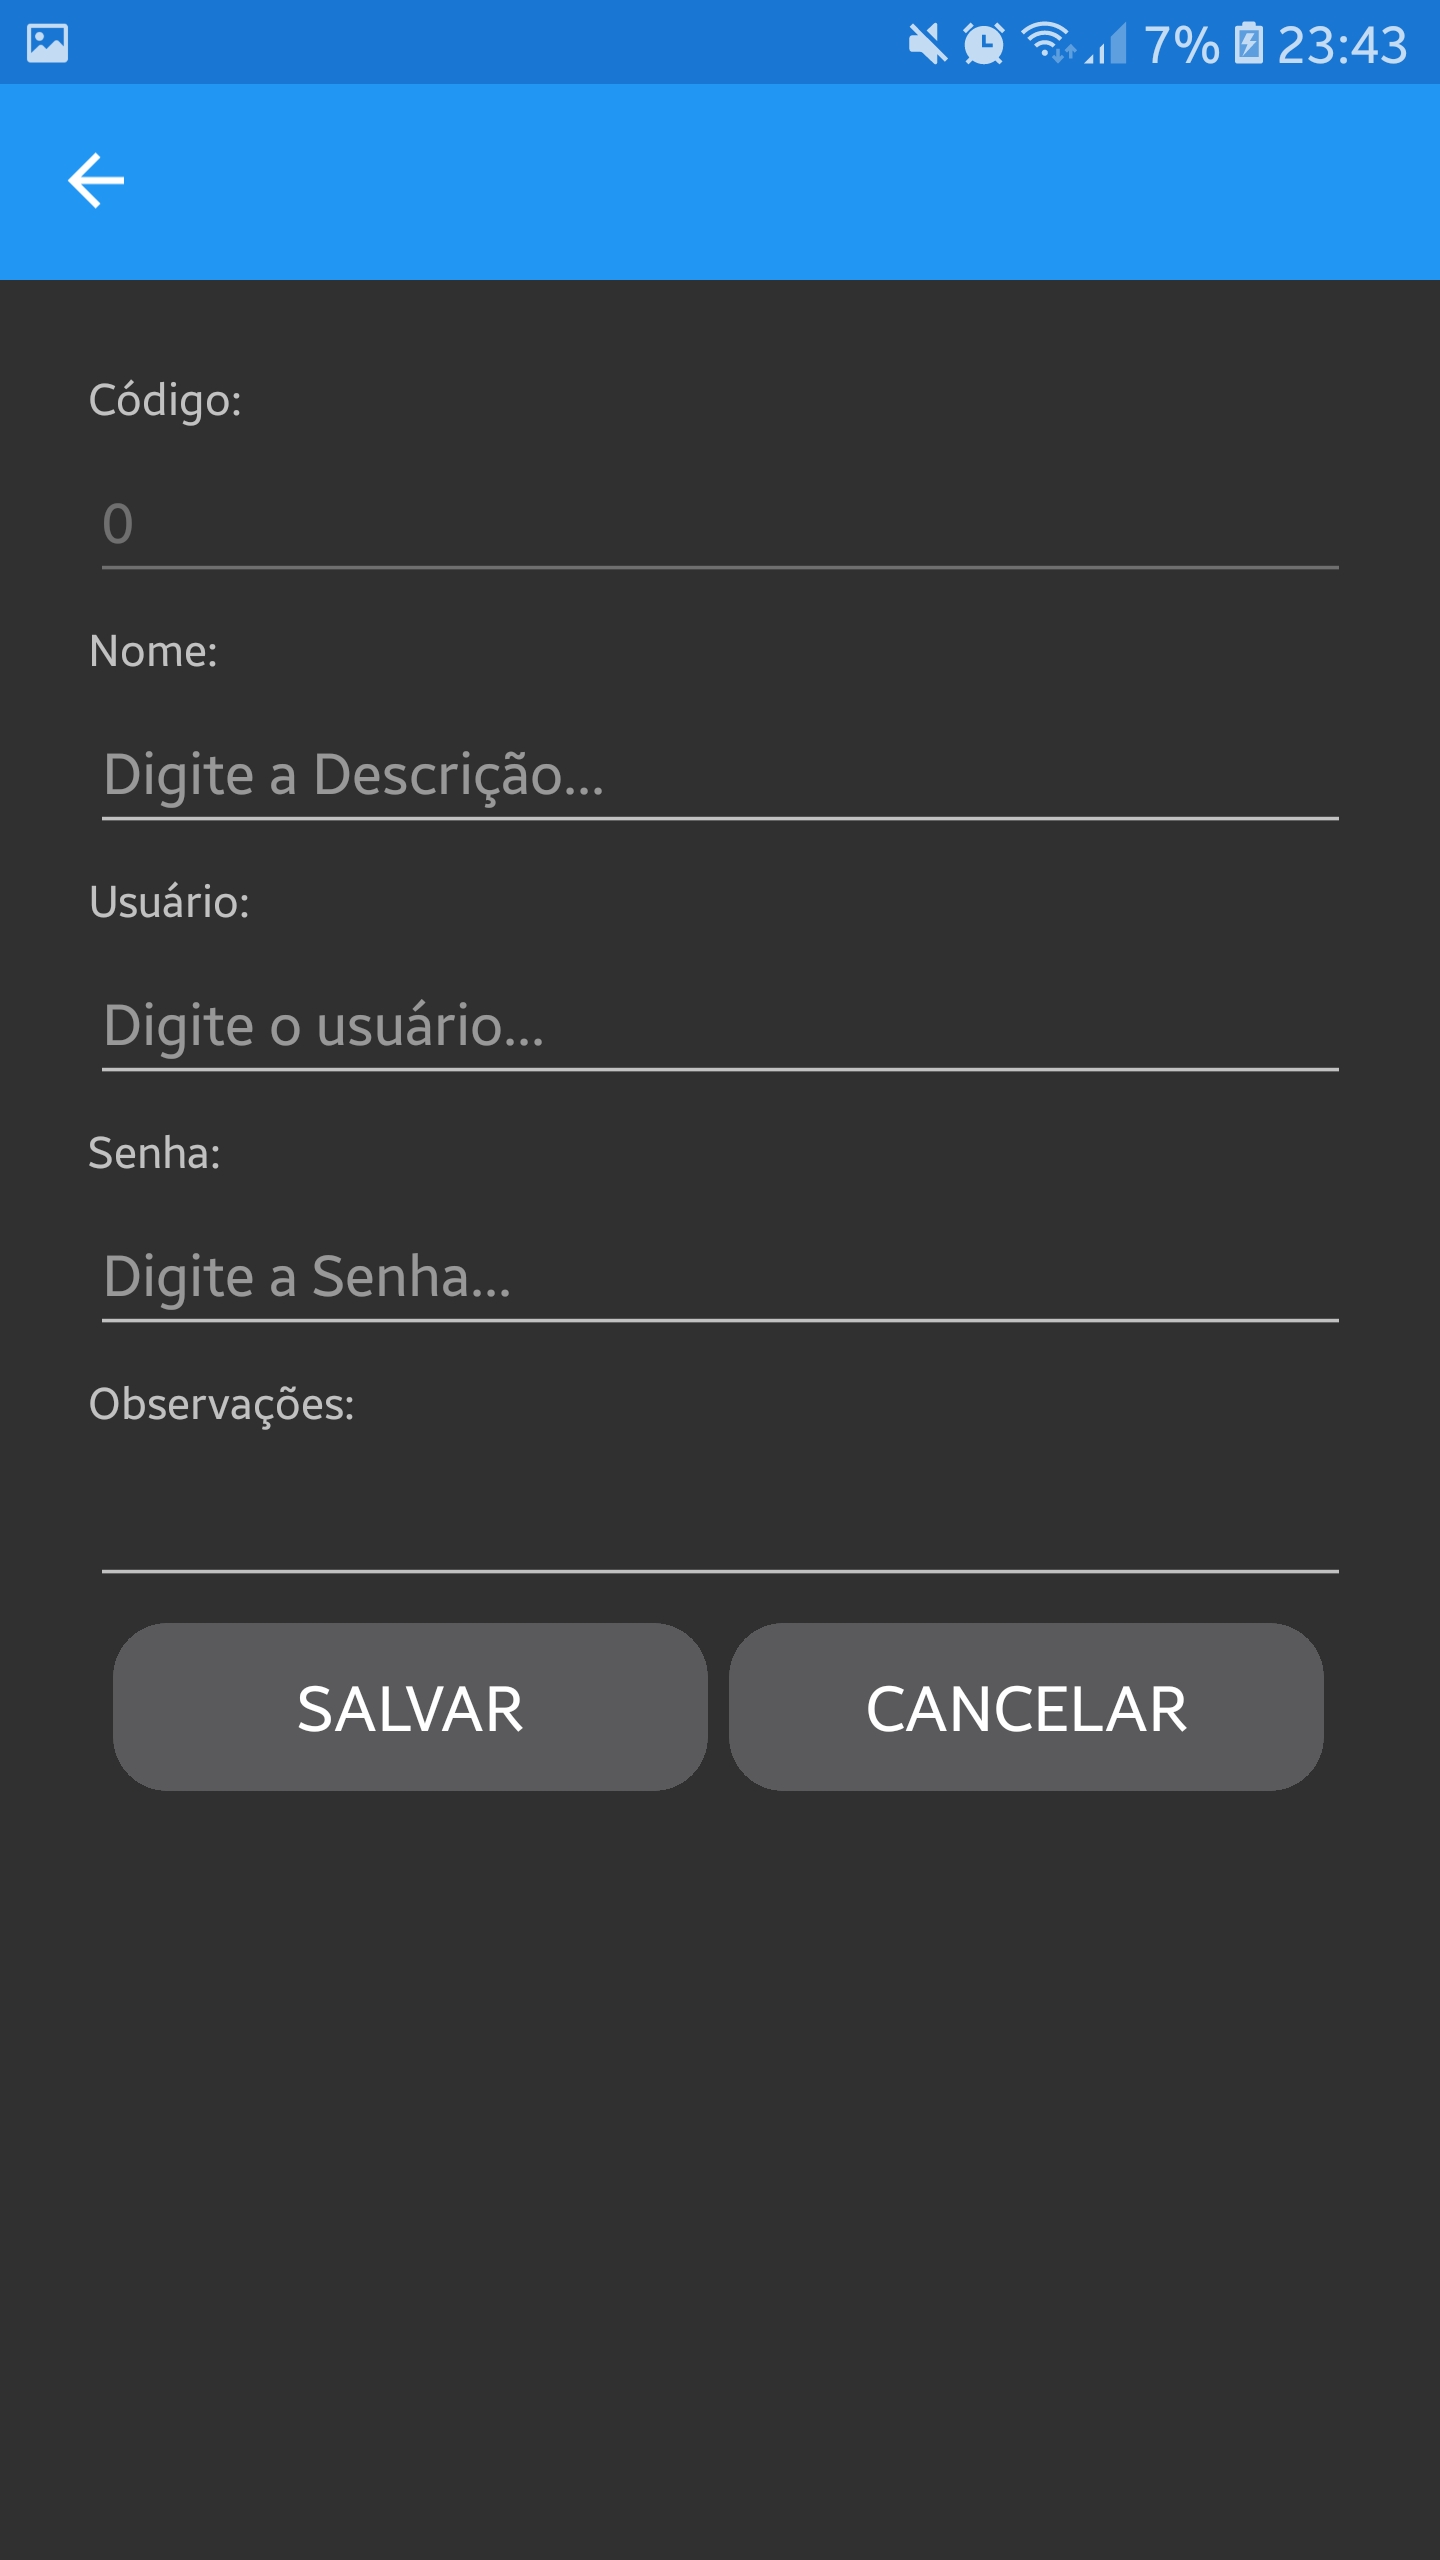 7% 23:43
Código:
0
Nome:
Digite a Descrição...
Usuário:
Digite o usuário...
Senha:
Digite a Senha...
Observações:
SALVAR CANCELAR